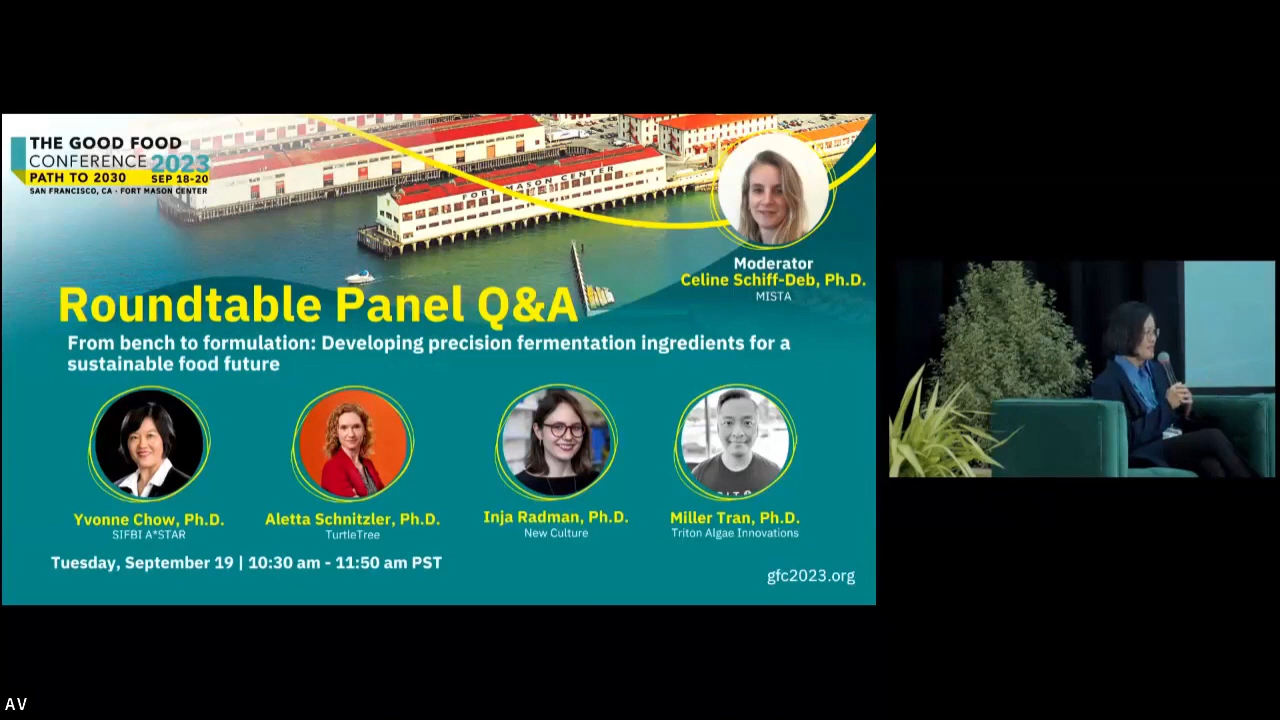 THE GOOD FOOD
CONFERENCE 2023
PATH TO 2030 SEP 18-20
SAN FRANCISCO, CA - FORT MASON CENTER
FORT MASON CENTER
Moderator
Celine Schiff-Deb, Ph.D.
MISTA
Roundtable Panel Q&A
From bench to formulation: Developing precision fermentation ingredients for a
sustainable food future
Yvonne Chow, Ph.D.
SIFBI A*STAR
Aletta Schnitzler, Ph.D.
TurtleTree
Inja Radman, Ph.D.
New Culture
Miller Tran, Ph.D.
Triton Algae Innovations
Tuesday, September 19 | 10:30 am - 11:50 am PST
gfc2023.org
AV